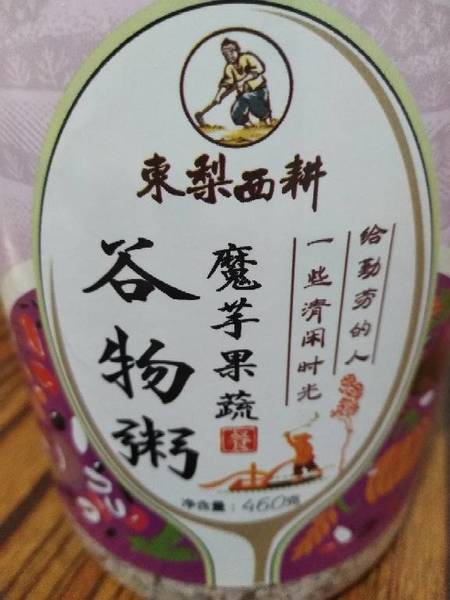 東梨西耕
给勤劳的人
一些清闲时光
魔芋果蔬
谷物粥
净含量：460克